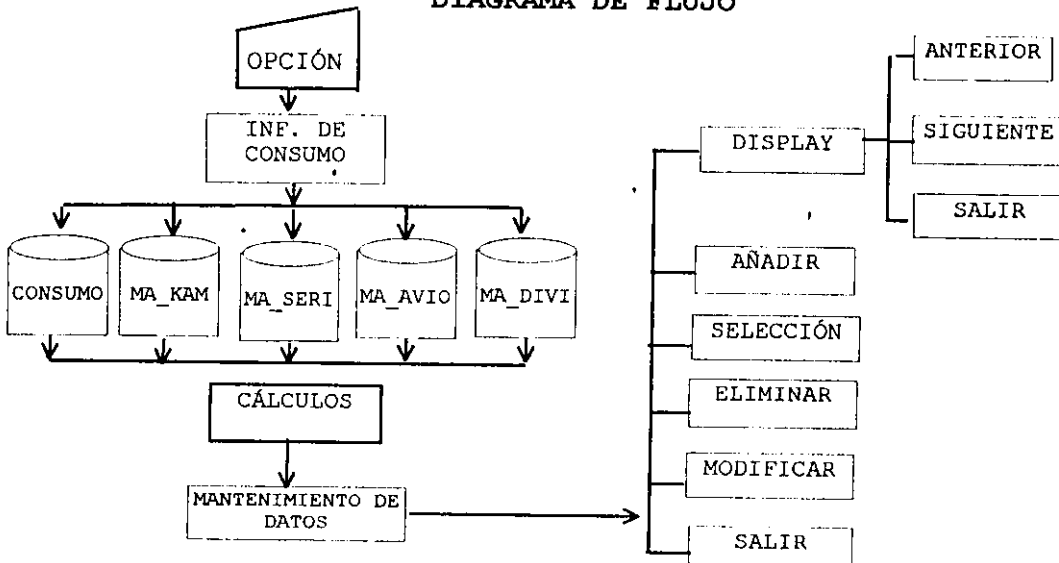 DIAGRAMA DE FLUJO
OPCIÓN
INF. DE
CONSUMO
CONSUMO
MA_KAM
MA_SERI
MA_AVIO
MA_DIVI
CÁLCULOS
MANTENIMIENTO DE
DATOS
DISPLAY
AÑADIR
SELECCIÓN
ELIMINAR
MODIFICAR
SALIR
ANTERIOR
SIGUIENTE
SALIR